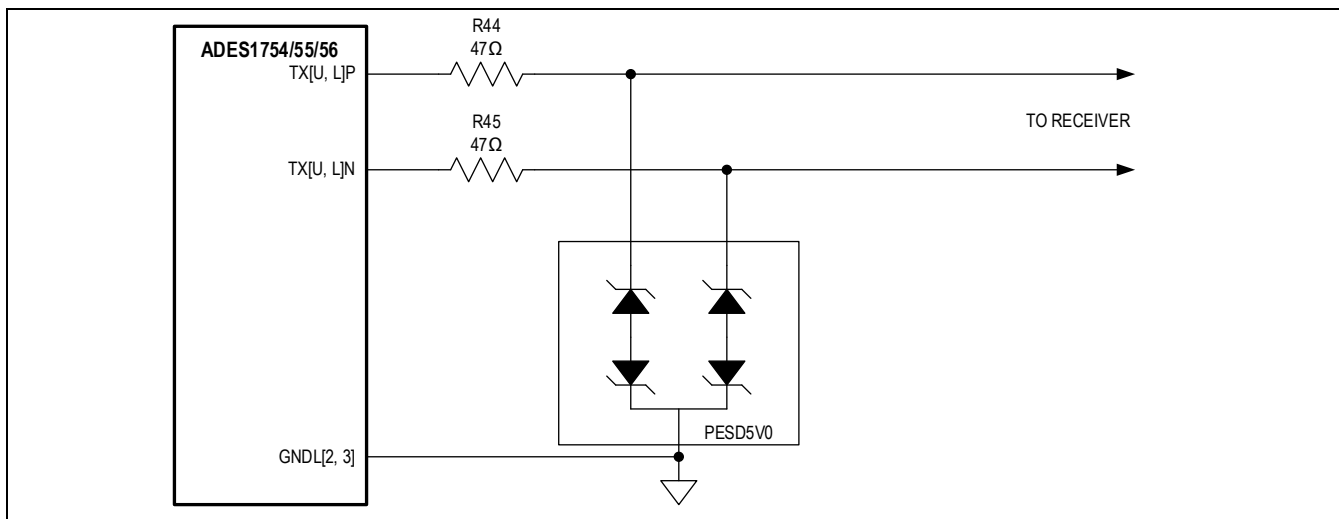 R44
47Ω
ADES1754/55/56
TX[U, L]P
TO RECEIVER
R45
47Ω
TX[U, L]N
PESD5V0
GNDL[2, 3]